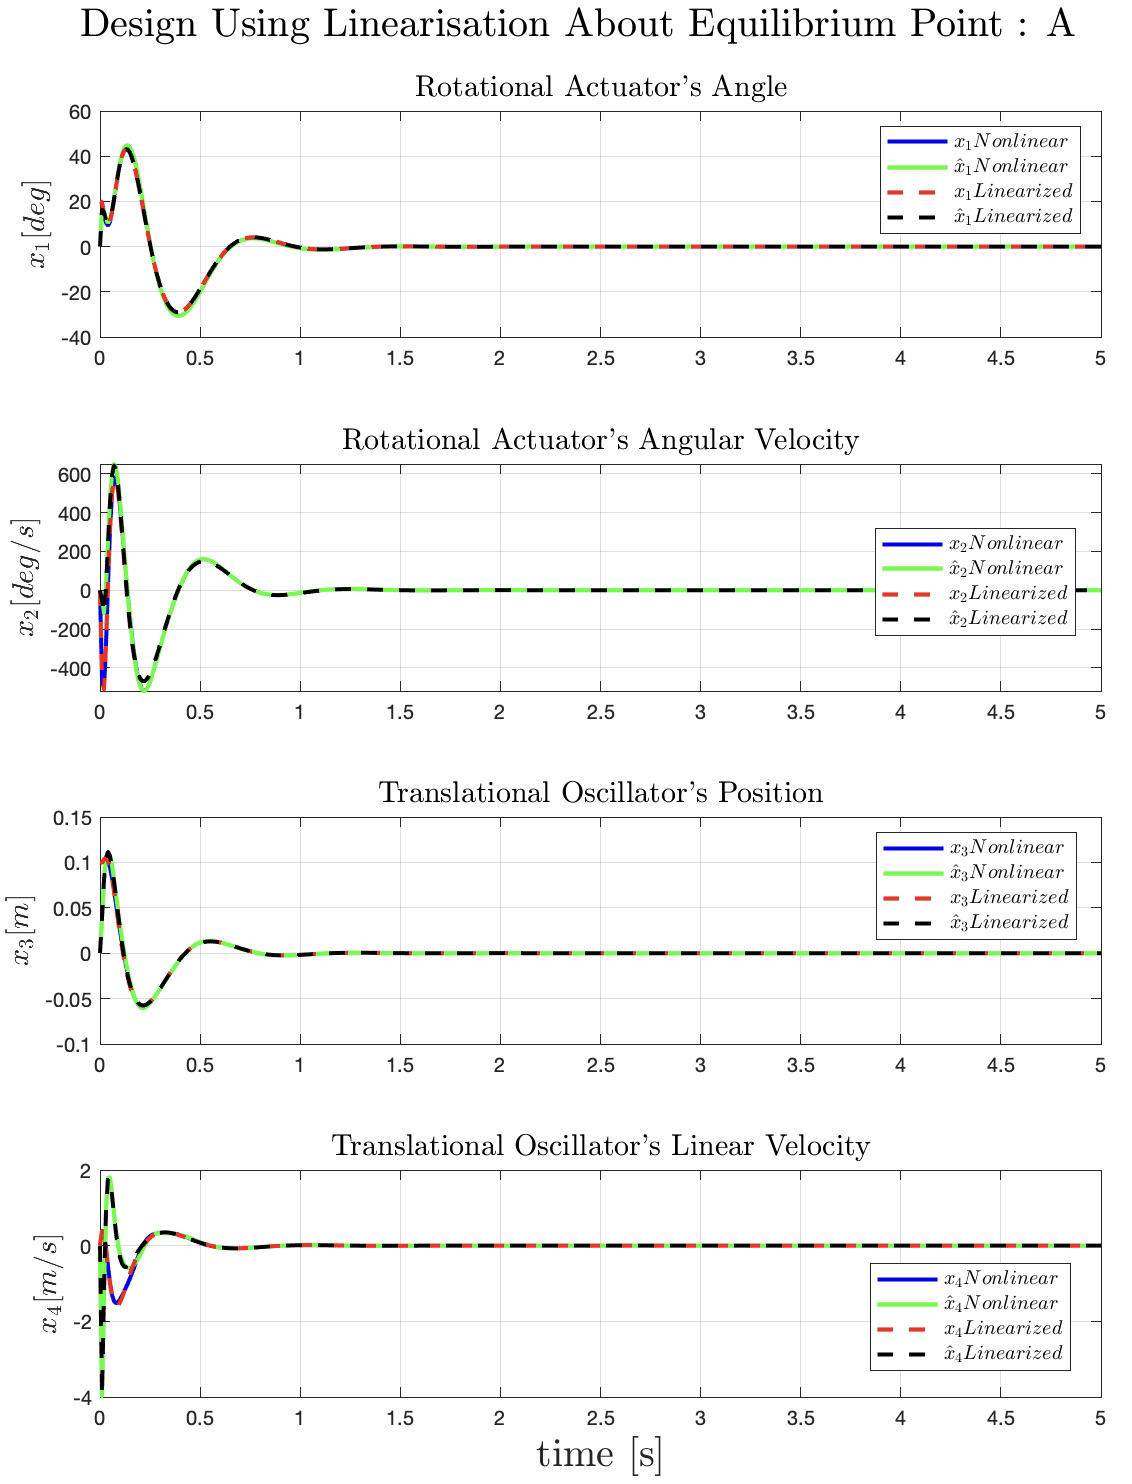 Design Using Linearisation About Equilibrium Point : A
Rotational Actuator's Angle
60
40
20
0
-20
-40
x₁[deg]
x₁Nonlinear
x̂₁Nonlinear
x₁Linearized
x̂₁Linearized
0 0.5 1 1.5 2 2.5 3 3.5 4 4.5 5
Rotational Actuator's Angular Velocity
600
400
200
0
-200
-400
x₂[deg/s]
x₂Nonlinear
x̂₂Nonlinear
x₂Linearized
x̂₂Linearized
0 0.5 1 1.5 2 2.5 3 3.5 4 4.5 5
Translational Oscillator's Position
0.15
0.1
0.05
0
-0.05
-0.1
x₃[m]
x₃Nonlinear
x̂₃Nonlinear
x₃Linearized
x̂₃Linearized
0 0.5 1 1.5 2 2.5 3 3.5 4 4.5 5
Translational Oscillator's Linear Velocity
2
0
-2
-4
x₄[m/s]
x₄Nonlinear
x̂₄Nonlinear
x₄Linearized
x̂₄Linearized
0 0.5 1 1.5 2 2.5 3 3.5 4 4.5 5
time [s]